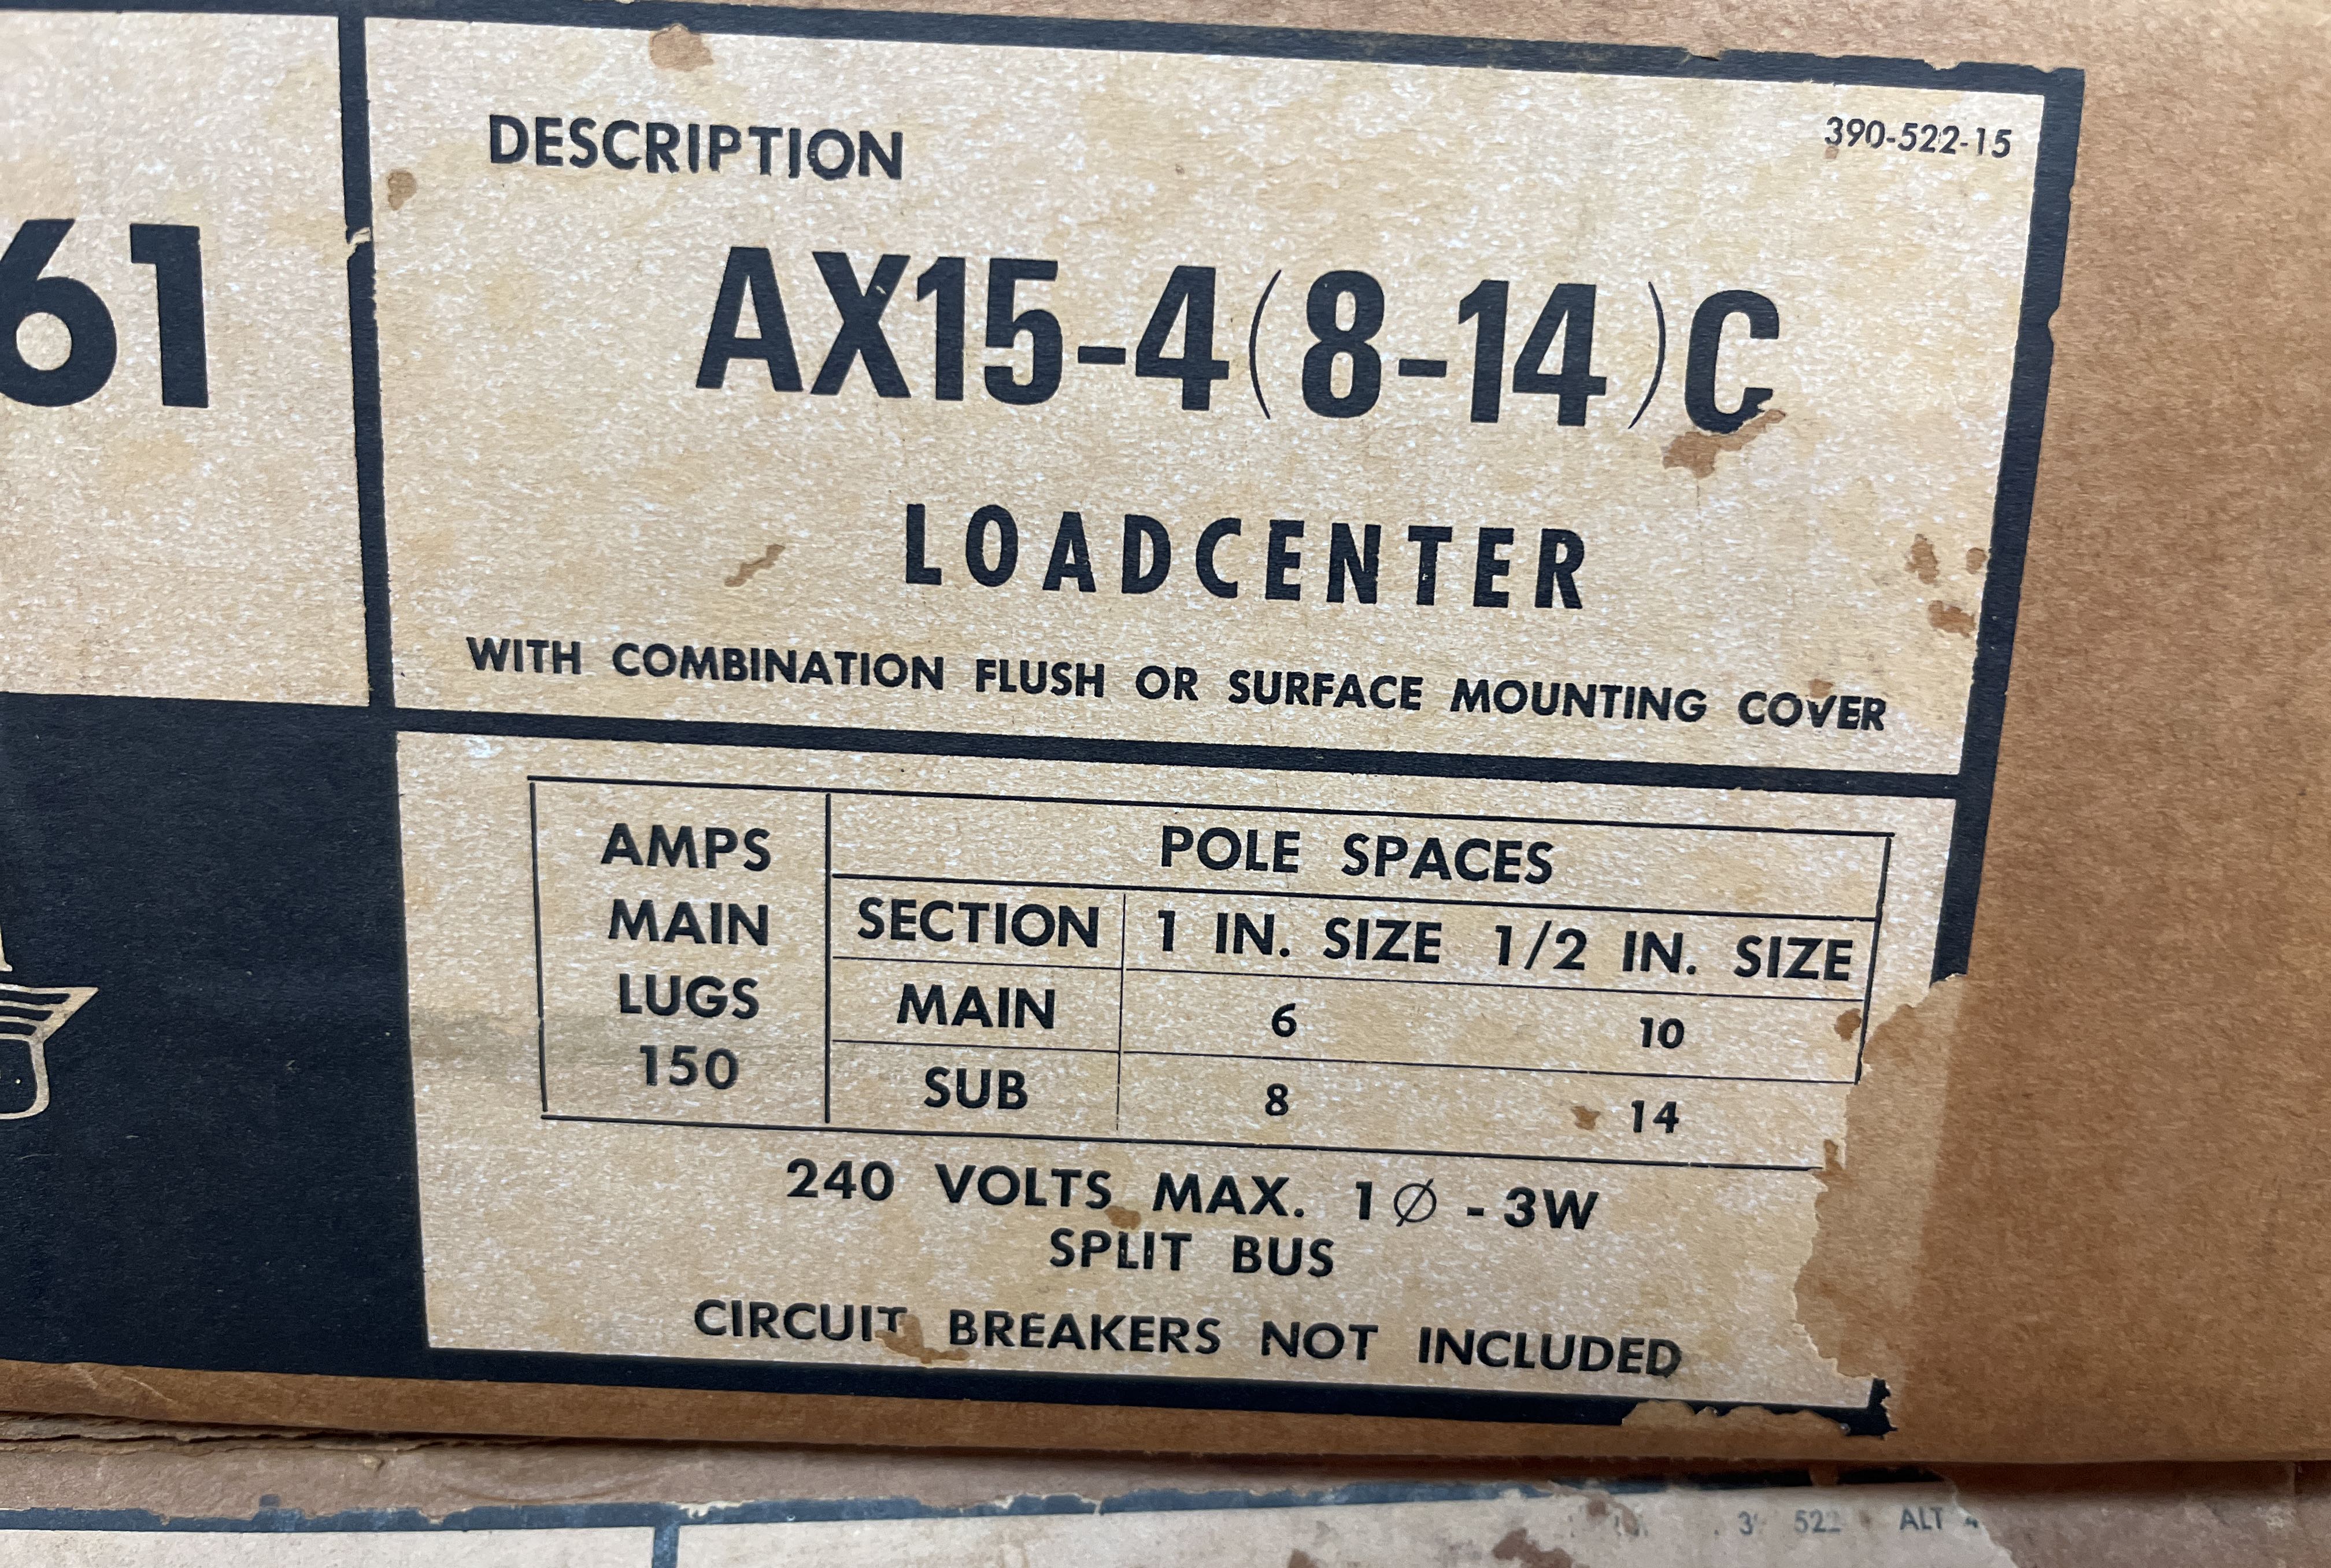 61
DESCRIPTION
390-522-15
AX15-4(8-14)C
LOADCENTER
WITH COMBINATION FLUSH OR SURFACE MOUNTING COVER
AMPS
MAIN
LUGS
150
POLE SPACES
SECTION 1 IN. SIZE 1/2 IN. SIZE
MAIN 6 10
SUB 8 14
240 VOLTS MAX. 1Ø - 3W
SPLIT BUS
CIRCUIT BREAKERS NOT INCLUDED
ALT